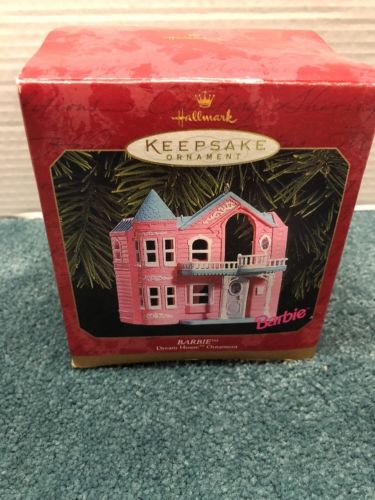 Hallmark
KEEPSAKE
ORNAMENT
Barbie
BARBIE™
Dream House™ Ornament